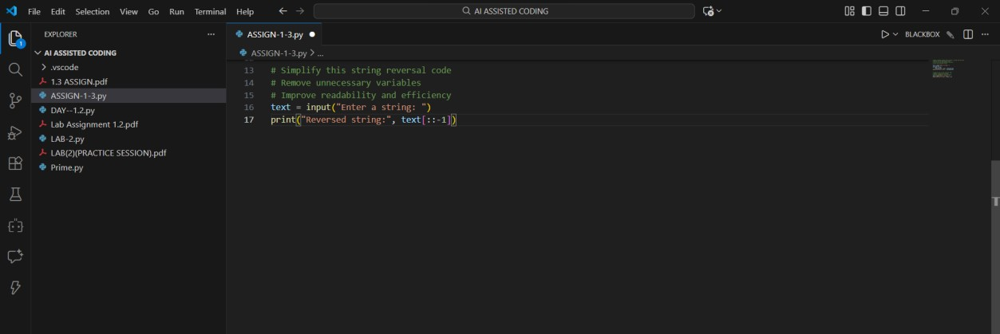 File Edit Selection View Go Run Terminal Help
AI ASSISTED CODING
EXPLORER
ASSIGN-1-3.py
BLACKBOX
AI ASSISTED CODING
.vscode
1.3 ASSIGN.pdf
ASSIGN-1-3.py
DAY--1.2.py
Lab Assignment 1.2.pdf
LAB-2.py
LAB(2)(PRACTICE SESSION).pdf
Prime.py
1
ASSIGN-1-3.py > ...
13 # Simplify this string reversal code
14 # Remove unnecessary variables
15 # Improve readability and efficiency
16 text = input("Enter a string: ")
17 print("Reversed string:", text[::-1])